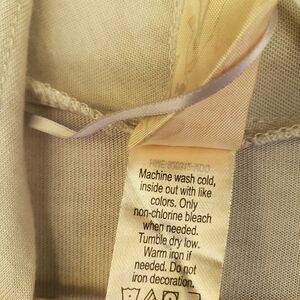 Machine wash cold,
inside out with like
colors. Only
non-chlorine bleach
when needed.
Tumble dry low.
Warm iron if
needed. Do not
iron decoration.